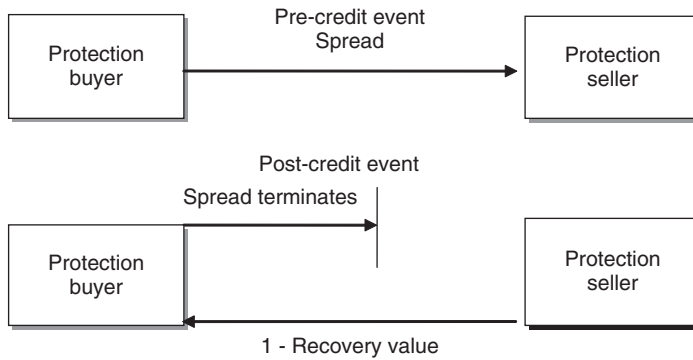 Pre-credit event
Spread
Protection
buyer
Protection
seller
Post-credit event
Spread terminates
Protection
buyer
Protection
seller
1 - Recovery value